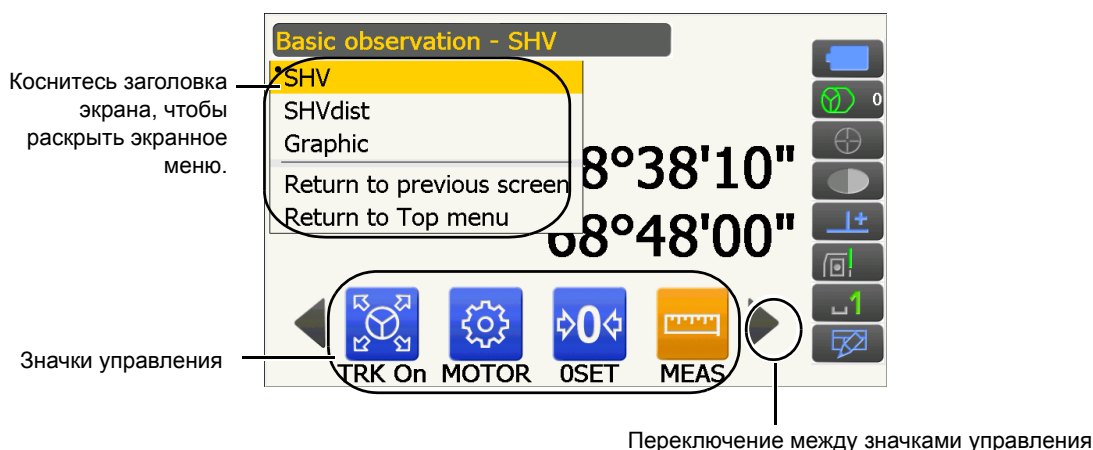 Basic observation - SHV
Коснитесь заголовка
экрана, чтобы
раскрыть экранное
меню.
SHV
SHVdist
Graphic
Return to previous screen
Return to Top menu
8°38'10"
68°48'00"
0
1
Значки управления
TRK On MOTOR 0SET MEAS
0
Переключение между значками управления